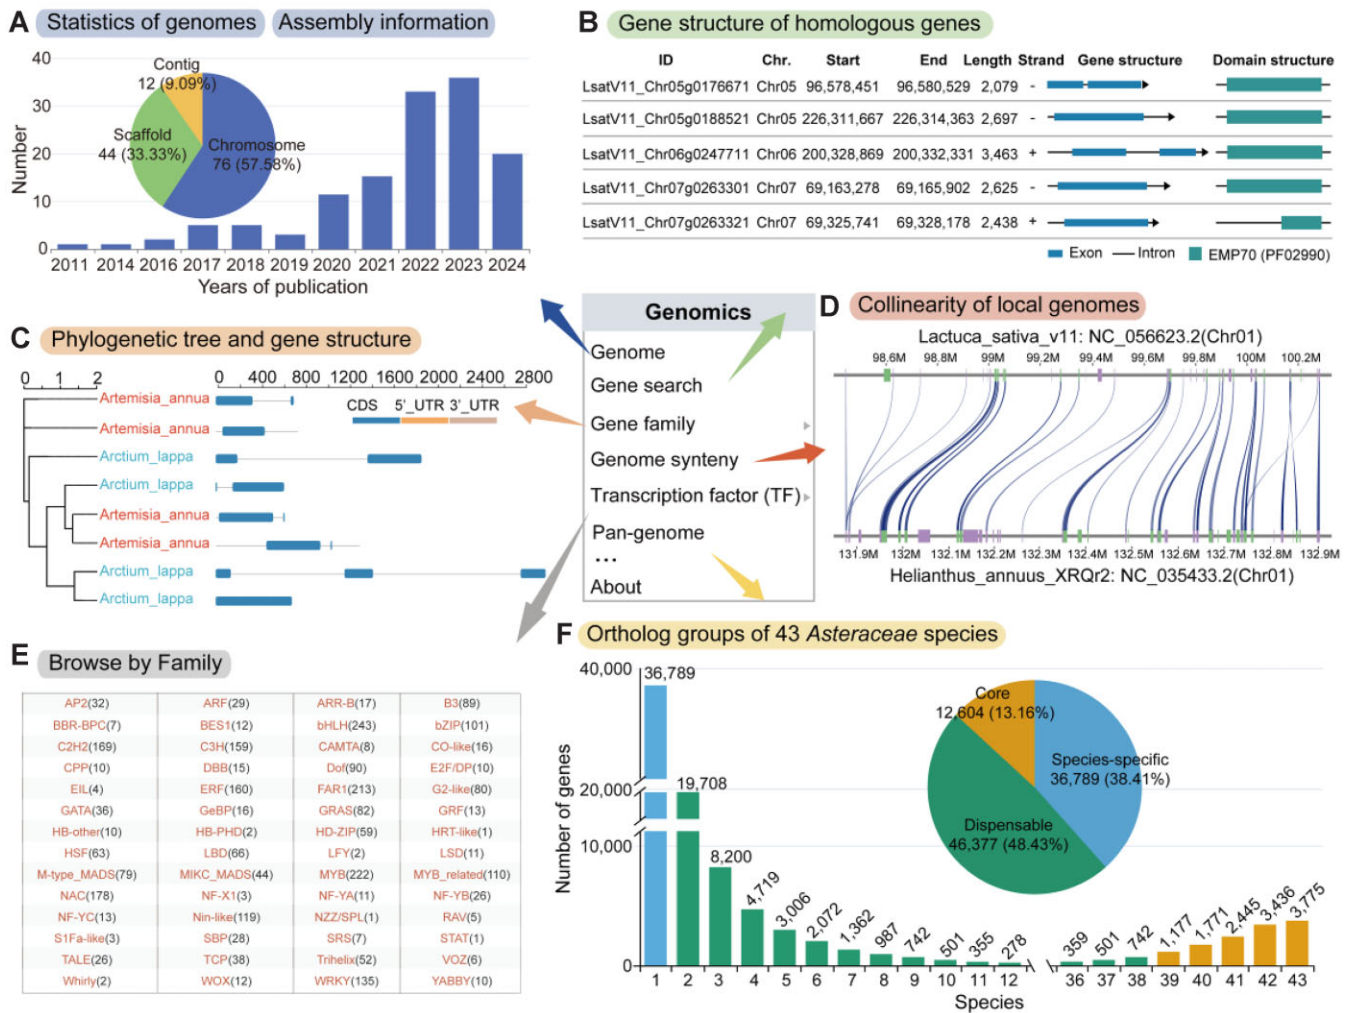 A Statistics of genomes Assembly information
40
30
20
10
0
Number
Contig
12 (9.09%)
Scaffold
44 (33.33%)
Chromosome
76 (57.58%)
2011 2014 2016 2017 2018 2019 2020 2021 2022 2023 2024
Years of publication
B Gene structure of homologous genes
ID Chr. Start End Length Strand Gene structure Domain structure
LsatV11_Chr05g0176671 Chr05 96,578,451 96,580,529 2,079 -
LsatV11_Chr05g0188521 Chr05 226,311,667 226,314,363 2,697 -
LsatV11_Chr06g0247711 Chr06 200,328,869 200,332,331 3,463 +
LsatV11_Chr07g0263301 Chr07 69,163,278 69,165,902 2,625 -
LsatV11_Chr07g0263321 Chr07 69,325,741 69,328,178 2,438 +
Exon Intron EMP70 (PF02990)
C Phylogenetic tree and gene structure
0 1 2 0 400 800 1200 1600 2000 2400 2800
CDS 5'_UTR 3'_UTR
Artemisia_annua
Artemisia_annua
Arctium_lappa
Arctium_lappa
Artemisia_annua
Artemisia_annua
Arctium_lappa
Arctium_lappa
Genomics
Genome
Gene search
Gene family
Genome synteny
Transcription factor (TF)
Pan-genome
...
About
D Collinearity of local genomes
Lactuca_sativa_v11: NC_056623.2(Chr01)
98.6M 98.8M 99M 99.2M 99.4M 99.6M 99.8M 100M 100.2M
131.9M 132M 132.1M 132.2M 132.3M 132.4M 132.5M 132.6M 132.7M 132.8M 132.9M
Helianthus_annuus_XRQr2: NC_035433.2(Chr01)
E Browse by Family
AP2(32) ARF(29) ARR-B(17) B3(89)
BBR-BPC(7) BES1(12) bHLH(243) bZIP(101)
C2H2(169) C3H(159) CAMTA(8) CO-like(16)
CPP(10) DBB(15) Dof(90) E2F/DP(10)
EIL(4) ERF(160) FAR1(213) G2-like(80)
GATA(36) GeBP(16) GRAS(82) GRF(13)
HB-other(10) HB-PHD(2) HD-ZIP(59) HRT-like(1)
HSF(63) LBD(66) LFY(2) LSD(11)
M-type_MADS(79) MIKC_MADS(44) MYB(222) MYB_related(110)
NAC(178) NF-X1(3) NF-YA(11) NF-YB(26)
NF-YC(13) Nin-like(119) NZZ/SPL(1) RAV(5)
S1Fa-like(3) SBP(28) SRS(7) STAT(1)
TALE(26) TCP(38) Trihelix(52) VOZ(6)
Whirly(2) WOX(12) WRKY(135) YABBY(10)
F Ortholog groups of 43 Asteraceae species
40,000
20,000
10,000
0
Number of genes
36,789 19,708 8,200 4,719 3,006 2,072 1,362 987 742 501 355 278 359 501 742 1,177 1,771 2,445 3,436 3,775
Core
12,604 (13.16%)
Species-specific
36,789 (38.41%)
Dispensable
46,377 (48.43%)
1 2 3 4 5 6 7 8 9 10 11 12 36 37 38 39 40 41 42 43
Species